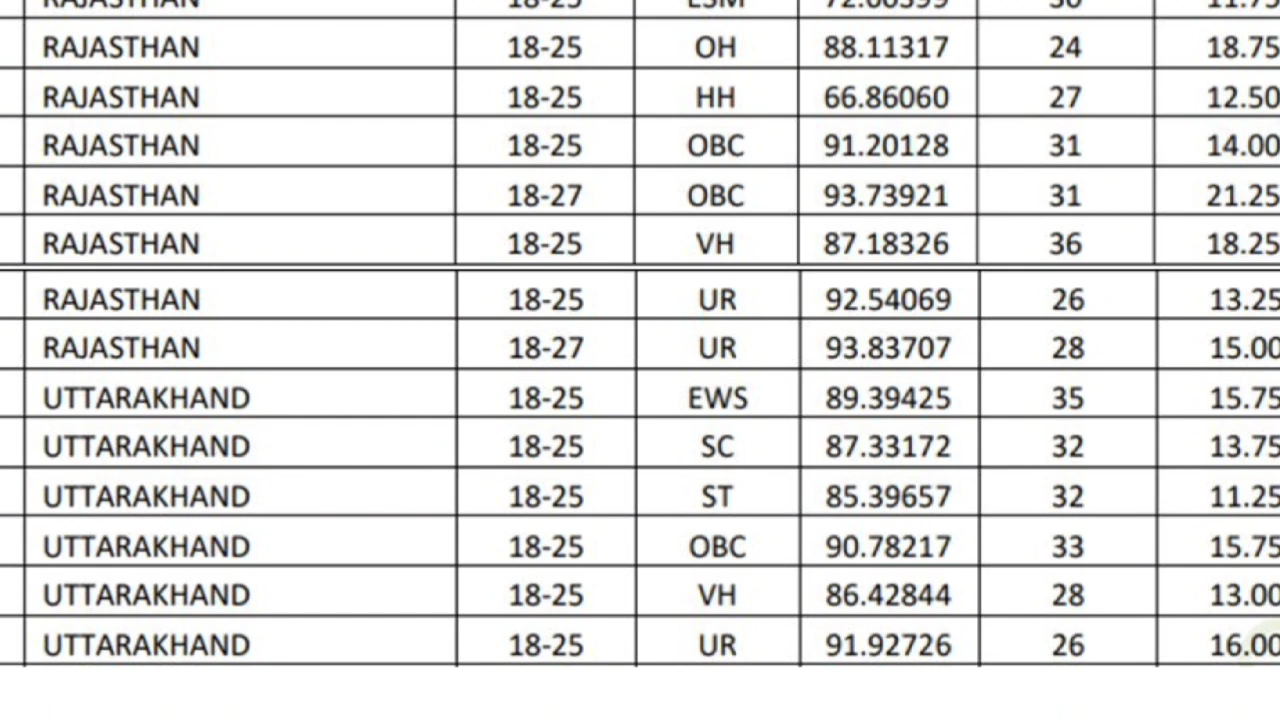 RAJASTHAN 18-25 ESM
RAJASTHAN 18-25 OH 88.11317 24 18.75
RAJASTHAN 18-25 HH 66.86060 27 12.50
RAJASTHAN 18-25 OBC 91.20128 31 14.00
RAJASTHAN 18-27 OBC 93.73921 31 21.25
RAJASTHAN 18-25 VH 87.18326 36 18.25
RAJASTHAN 18-25 UR 92.54069 26 13.25
RAJASTHAN 18-27 UR 93.83707 28 15.00
UTTARAKHAND 18-25 EWS 89.39425 35 15.75
UTTARAKHAND 18-25 SC 87.33172 32 13.75
UTTARAKHAND 18-25 ST 85.39657 32 11.25
UTTARAKHAND 18-25 OBC 90.78217 33 15.75
UTTARAKHAND 18-25 VH 86.42844 28 13.00
UTTARAKHAND 18-25 UR 91.92726 26 16.00